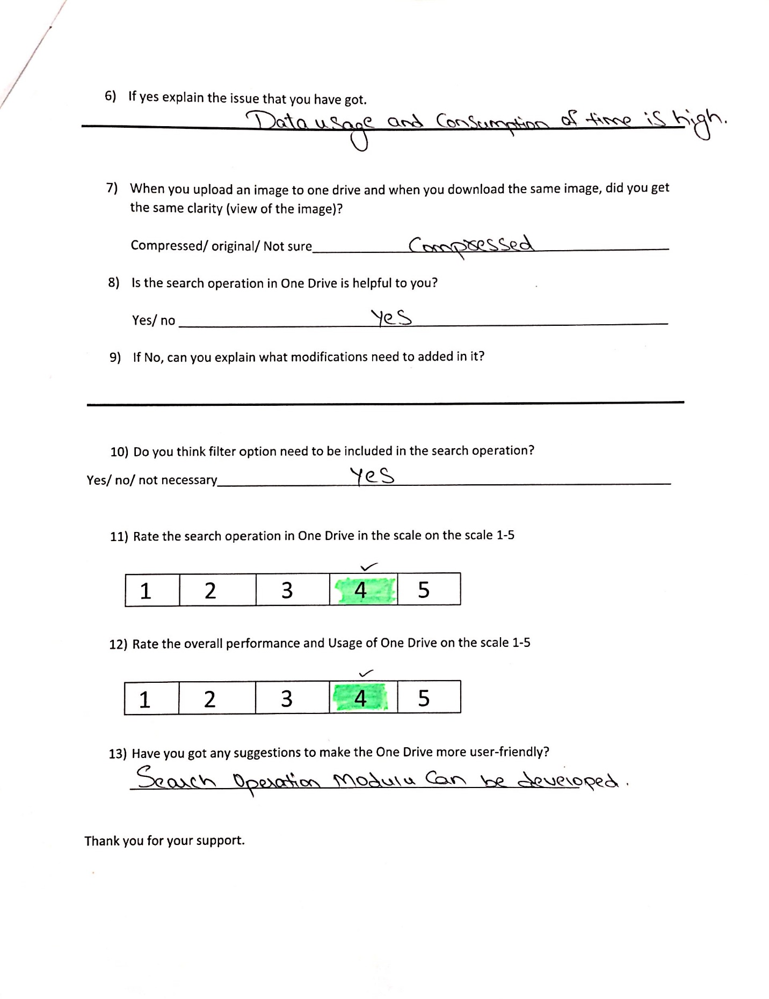 6) If yes explain the issue that you have got.
Data usage and Consumption of time is high.
7) When you upload an image to one drive and when you download the same image, did you get
the same clarity (view of the image)?
Compressed/ original/ Not sure Compressed
8) Is the search operation in One Drive is helpful to you?
Yes/ no Yes
9) If No, can you explain what modifications need to added in it?
10) Do you think filter option need to be included in the search operation?
Yes/ no/ not necessary Yes
11) Rate the search operation in One Drive in the scale on the scale 1-5
1 2 3 4 5
12) Rate the overall performance and Usage of One Drive on the scale 1-5
1 2 3 4 5
13) Have you got any suggestions to make the One Drive more user-friendly?
Search Operation Modulu Can be developed.
Thank you for your support.